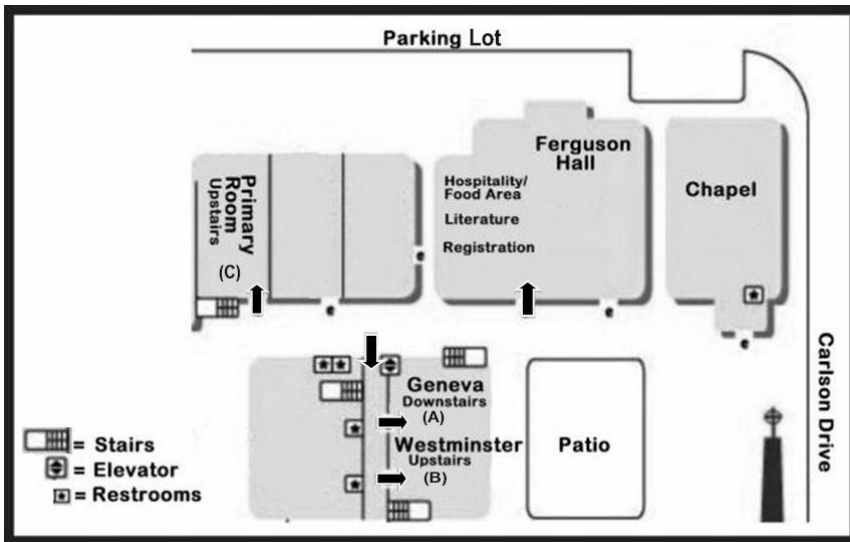 Parking Lot
Ferguson
Hall
Hospitality/
Food Area
Literature
Registration
Chapel
Primary
Room
Upstairs
(C)
Geneva
Downstairs
(A)
Westminster
Upstairs
(B)
Patio
Carlson Drive
= Stairs
= Elevator
= Restrooms